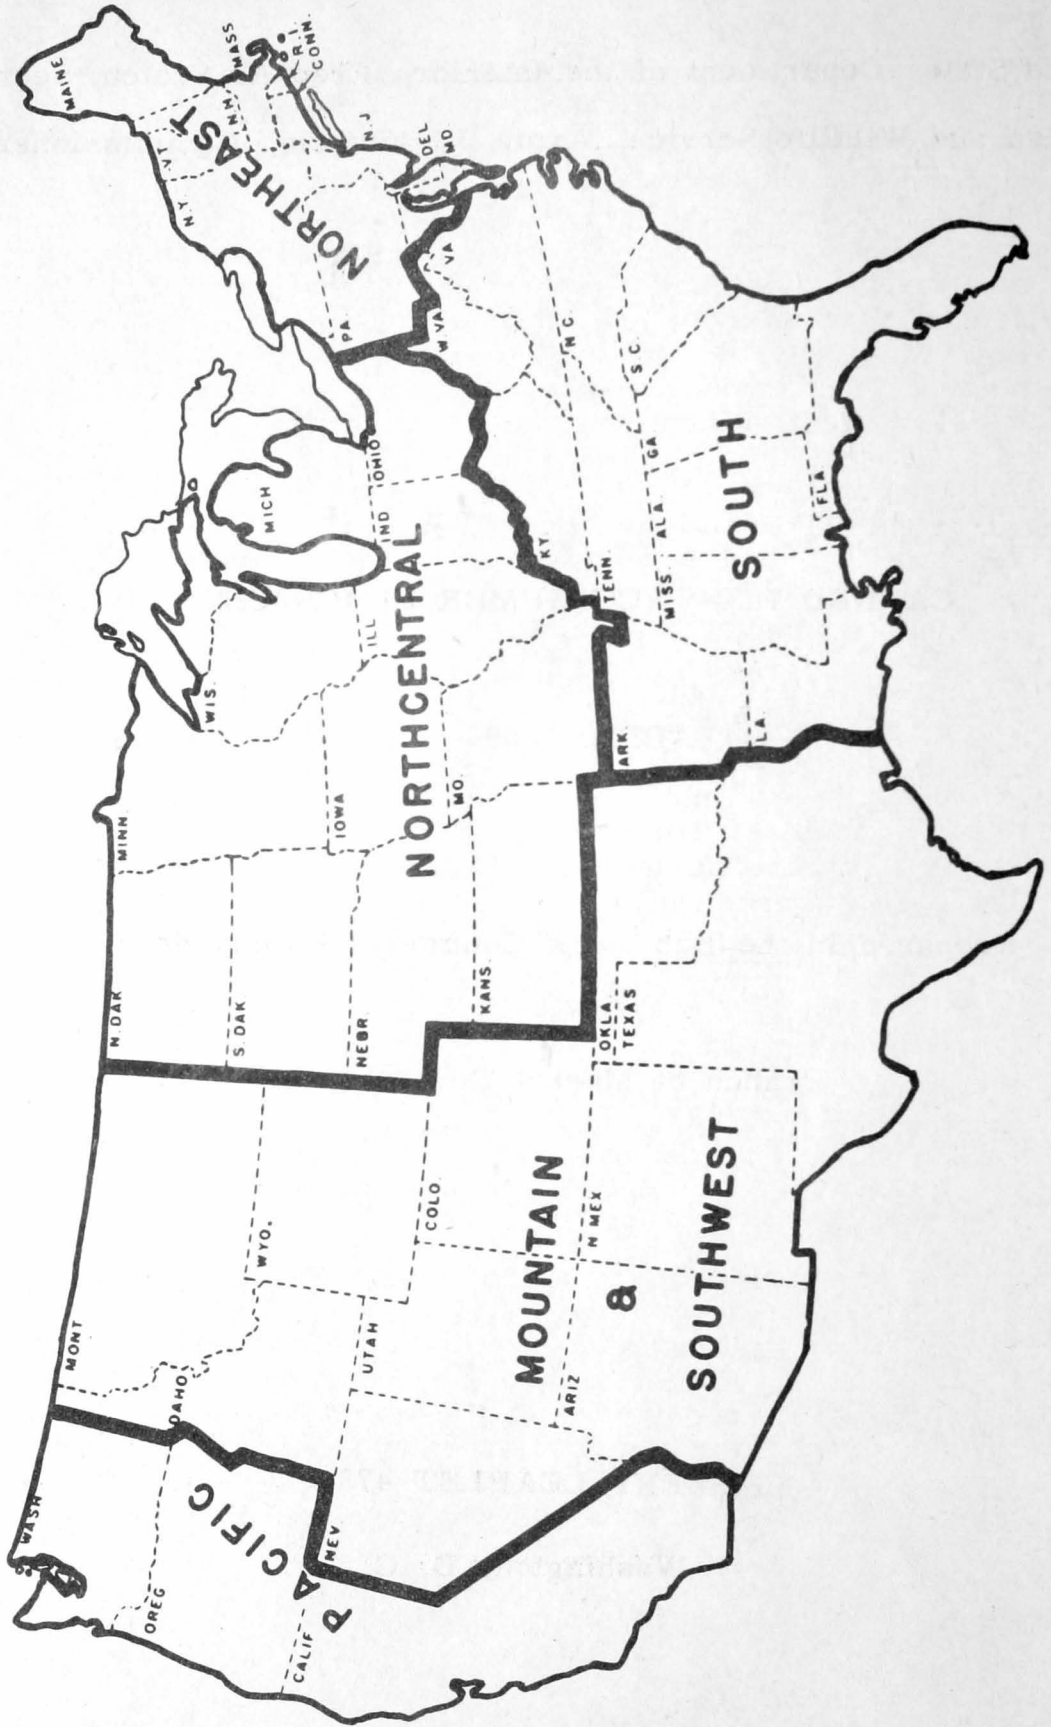 WASH
OREG
CALIF
NEV
IDAHO
MONT
WYO.
UTAH
COLO.
ARIZ
N MEX
N. DAK
S. DAK.
NEBR.
KANS.
OKLA.
TEXAS
MINN
IOWA
MO.
WIS.
ILL
IND
MICH
OHIO
ARK.
LA.
KY.
TENN.
MISS.
ALA
GA
FLA.
S.C.
N.C.
VA
W.VA.
PA.
N.Y.
VT
N.H.
MAINE
MASS
R.I.
CONN.
N.J
DEL
MD
PACIFIC
MOUNTAIN
&
SOUTHWEST
NORTHCENTRAL
SOUTH
NORTHEAST